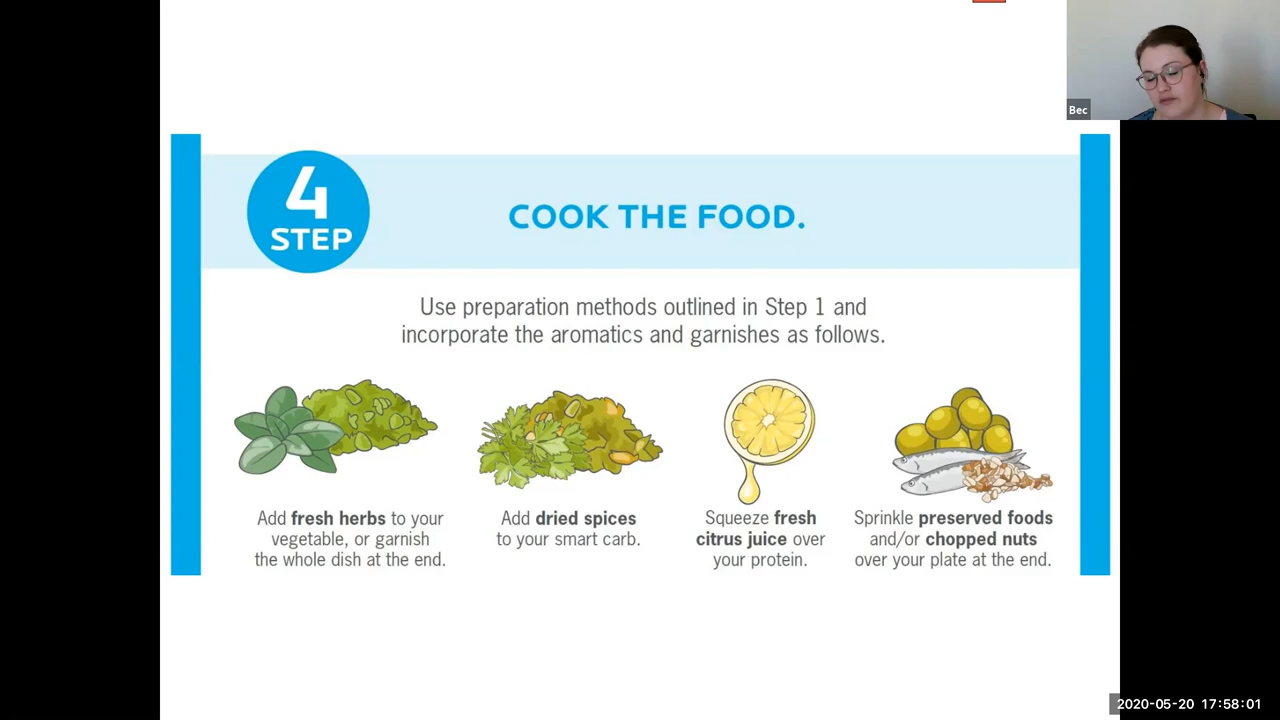 Bec
4
STEP
COOK THE FOOD.
Use preparation methods outlined in Step 1 and
incorporate the aromatics and garnishes as follows.
Add fresh herbs to your
vegetable, or garnish
the whole dish at the end.
Add dried spices
to your smart carb.
Squeeze fresh
citrus juice over
your protein.
Sprinkle preserved foods
and/or chopped nuts
over your plate at the end.
2020-05-20 17:58:01